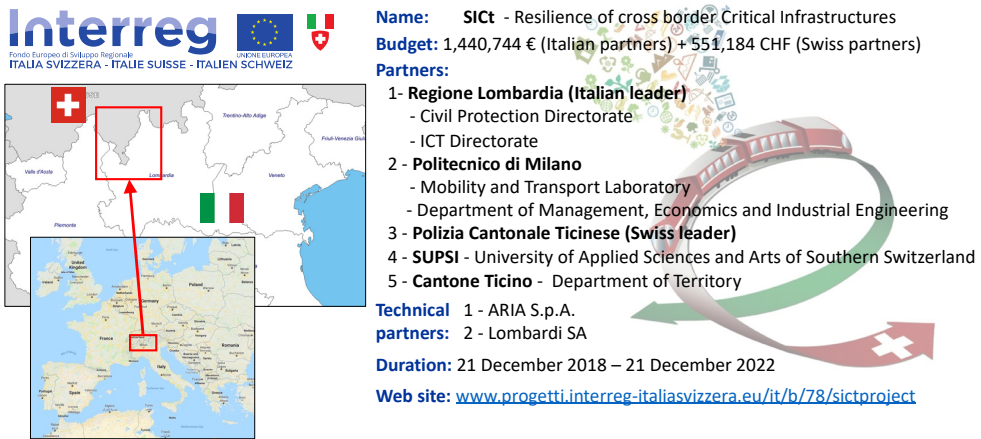 Interreg
Fondo Europeo di Sviluppo Regionale
UNIONE EUROPEA
ITALIA SVIZZERA - ITALIE SUISSE - ITALIEN SCHWEIZ
Trentino-Alto Adige
Friuli-Venezia Giul
Valle d'Aosta
Lombardia
Veneto
Piemonte
United Kingdom
Poland
Germany
France
Romania
Italy
Spain
Portugal
Name: SICt - Resilience of cross border Critical Infrastructures
Budget: 1,440,744 € (Italian partners) + 551,184 CHF (Swiss partners)
Partners:
1- Regione Lombardia (Italian leader)
- Civil Protection Directorate
- ICT Directorate
2 - Politecnico di Milano
- Mobility and Transport Laboratory
- Department of Management, Economics and Industrial Engineering
3 - Polizia Cantonale Ticinese (Swiss leader)
4 - SUPSI - University of Applied Sciences and Arts of Southern Switzerland
5 - Cantone Ticino - Department of Territory
Technical 1 - ARIA S.p.A.
partners: 2 - Lombardi SA
Duration: 21 December 2018 – 21 December 2022
Web site: www.progetti.interreg-italiasvizzera.eu/it/b/78/sictproject